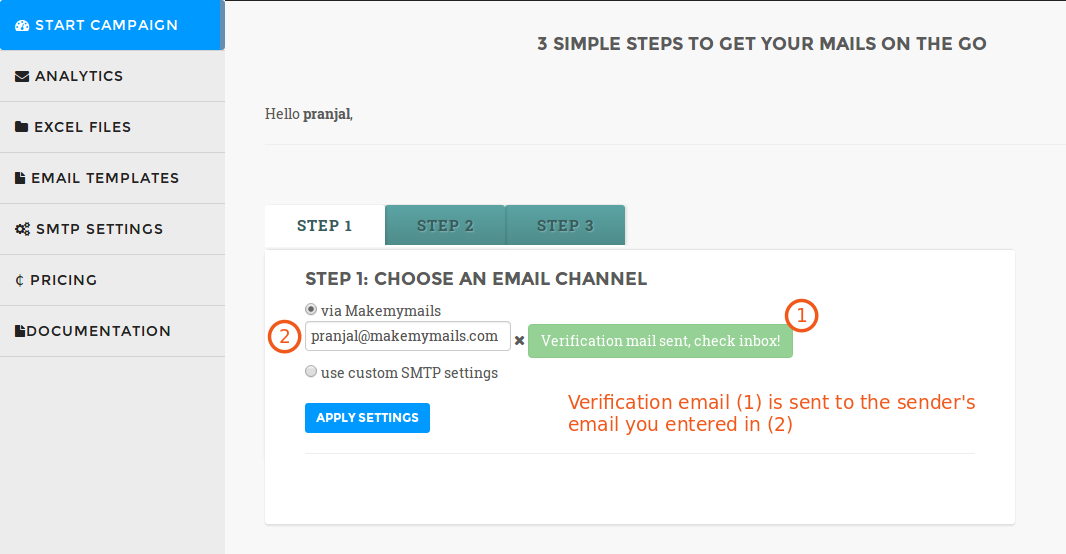 START CAMPAIGN
ANALYTICS
EXCEL FILES
EMAIL TEMPLATES
SMTP SETTINGS
₵ PRICING
DOCUMENTATION
3 SIMPLE STEPS TO GET YOUR MAILS ON THE GO
Hello pranjal,
STEP 1 STEP 2 STEP 3
STEP 1: CHOOSE AN EMAIL CHANNEL
via Makemymails
1
2
pranjal@makemymails.com
Verification mail sent, check inbox!
use custom SMTP settings
Verification email (1) is sent to the sender's
email you entered in (2)
APPLY SETTINGS